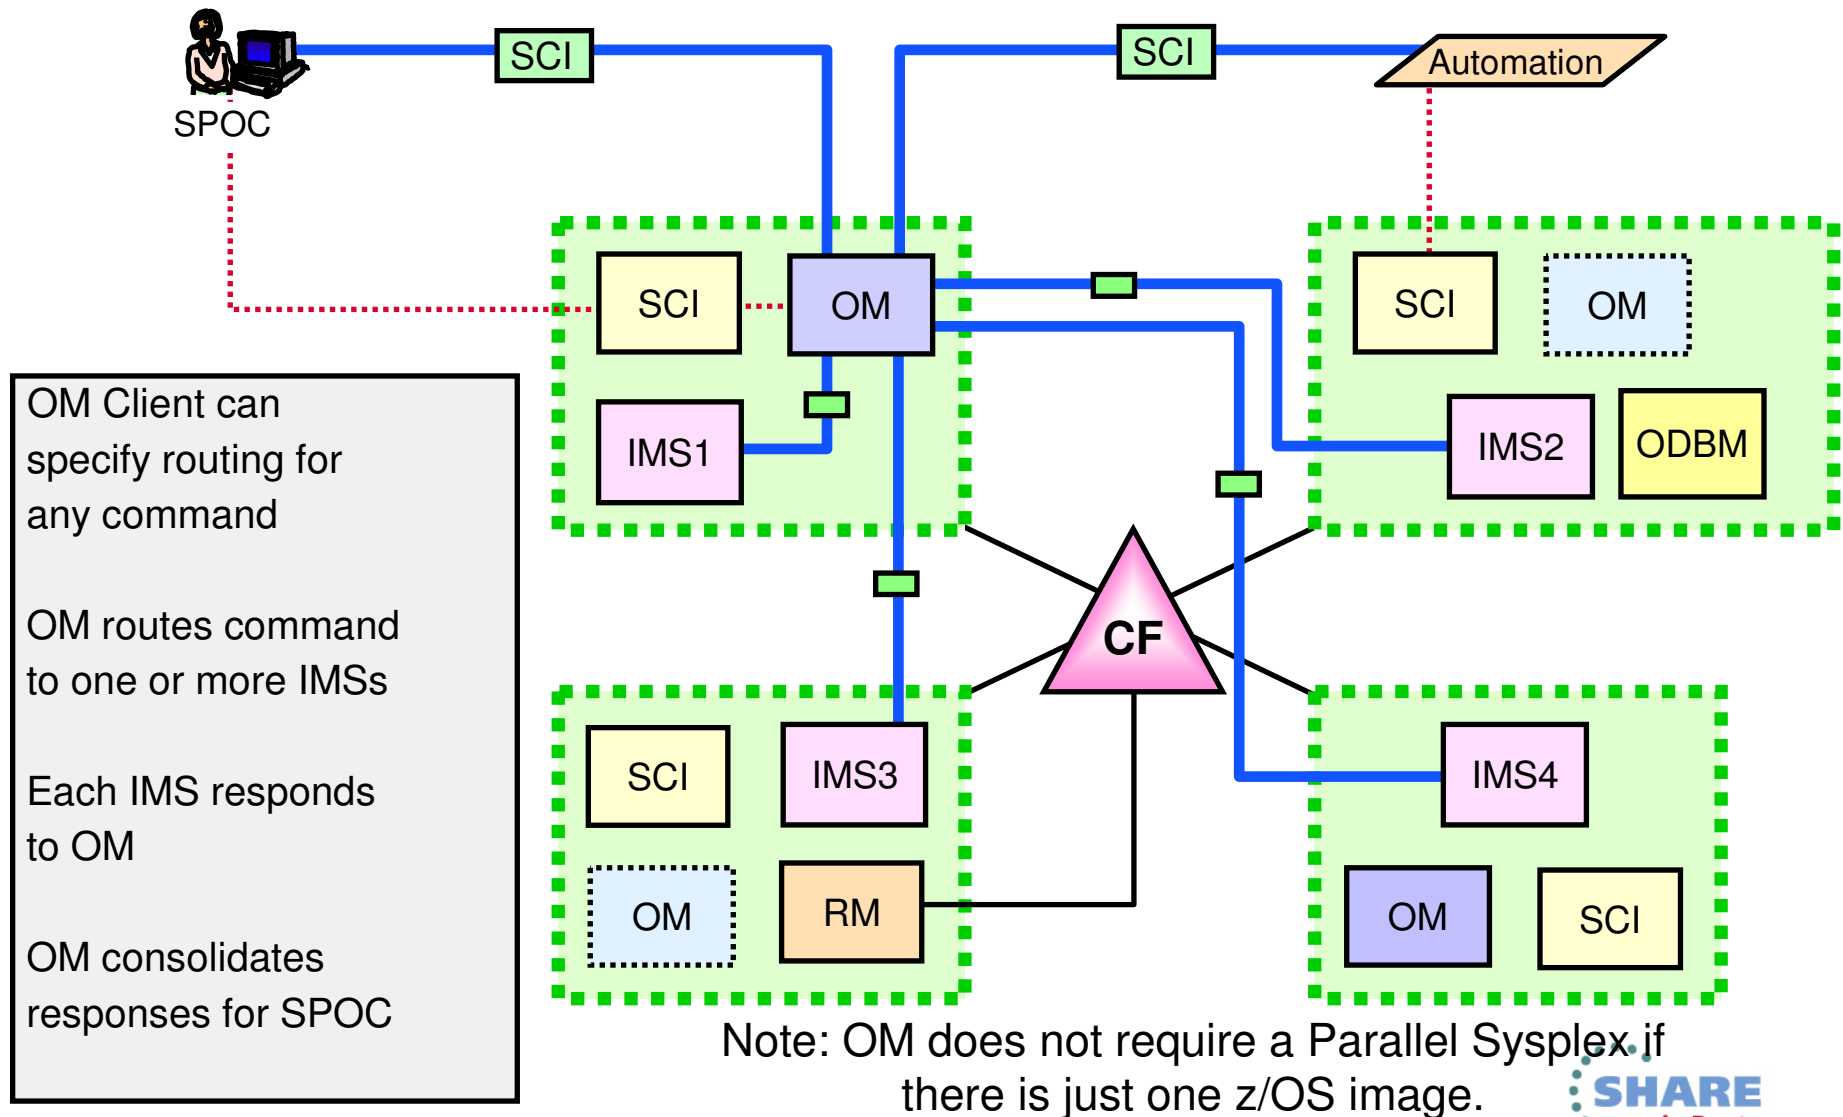 SCI
SCI
Automation
SPOC
SCI
OM
SCI
OM
IMS1
IMS2
ODBM
OM Client can
specify routing for
any command
OM routes command
to one or more IMSs
Each IMS responds
to OM
OM consolidates
responses for SPOC
CF
SCI
IMS3
IMS4
OM
RM
OM
SCI
Note: OM does not require a Parallel Sysplex if
there is just one z/OS image.
SHARE